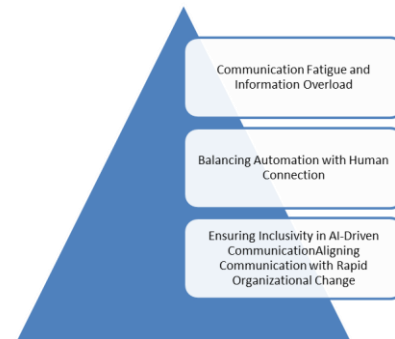 Communication Fatigue and
Information Overload
Balancing Automation with Human
Connection
Ensuring Inclusivity in AI-Driven
CommunicationAligning
Communication with Rapid
Organizational Change